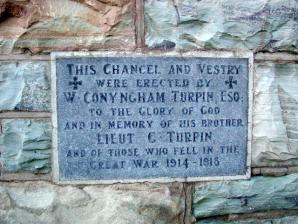 THIS CHANCEL AND VESTRY
WERE ERECTED BY
W. CONYNGHAM TURPIN, ESQ.
TO THE GLORY OF GOD
AND IN MEMORY OF HIS BROTHER
LIEUT C. TURPIN
AND OF THOSE WHO FELL IN THE
GREAT WAR 1914-1918